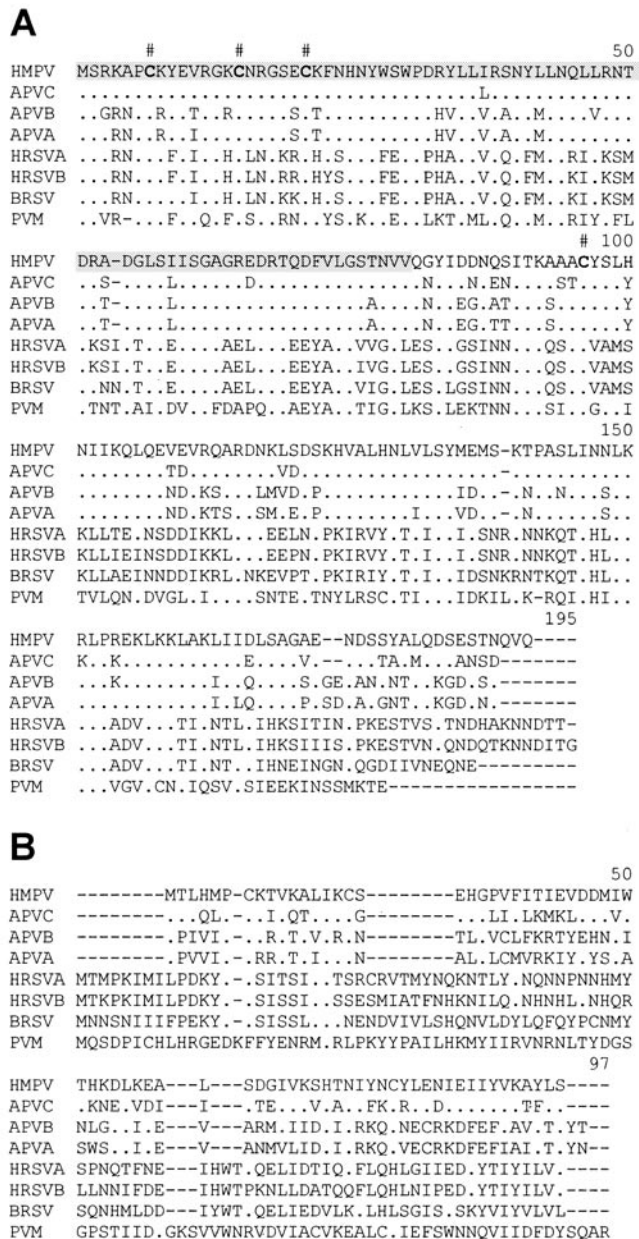 A
# # # 50
HMPV MSRKAPCKYEVRGKCNRGSECKFNHNYWSWPDRYLLIRSNYLLNQLLRNT
APVC .....................................L............
APVB ..GRN..R..T..R.....S.T.........HV..V.A..M....V....
APVA ...RN..R..T........S.T.........HV..V.A..M.........
HRSVA ...RN...F..I..H.LN.KR.H.S...FE..PHA..V.Q.FM..RI.KSM
HRSVB ...RN...F..I..H.LN.KR.HYS...FE..PHA..V.Q.FM..KI.KSM
BRSV ...RN...F..I..H.LN.KK.H.S...FE..PHA..V.Q.FM..KI.KSM
PVM ..VR-...F..Q.F.S..RN..YS.K..E..LKT.ML..Q.FM..RIY.FL
# 100
HMPV DRA-DGLSIISGAGREDRTQDFVLGSTNVVQGYIDDNQSITKAAACYSLH
APVC ..S-....L......D...............N...N.EN...ST.....Y
APVB ..T-....L..................A....N..EG.AT...S.....Y
APVA ..T-....L..................A....N..EG.TT...S.....Y
HRSVA .KSI.T..E....AEL...EEYA..VVG.LES..GSINN...QS..VAMS
HRSVB .KSI.T..E....AEL...EEYA..IVG.LES..GSINN...QS..VAMS
BRSV ..NN.T..E....AEL...EEYA..VIG.LES.LGSINN...QS..VAMS
PVM .TNT.AI.DV..FDAPQ..AEYA..TIG.LKS.LEKTNN...SI.G..I
150
HMPV NIIKQLQEVEVRQARDNKLSDSKHVALHNLVLSYMEMS-KTPASLINNLK
APVC ........TD........VD..................-...........
APVB ........ND.KS...LMVD.P.............ID.-.N..N...S..
APVA ........ND.KTS..SM.E.P.........I...VD.-.N......S..
HRSVA KLLTE.NSDDIKKL...EELN.PKIRVY.T.I..I.SNR.NNKQT.HL..
HRSVB KLLIEINSDDIKKL...EEPN.PKIRVY.T.I..I.SNR.NNKQT.HL..
BRSV KLLAEINNDDIKRL.NKEVPT.PKIRIY.T.I..IDSNKRNTKQT.HL..
PVM TVLQN.DVGL.I....SNTE.TNYLRSC.TI...IDKIL.K-RQI.HI..
195
HMPV RLPREKLKKLAKLIIDLSAGAE--NDSSYALQDSESTNQVQ-------
APVC K..K...........E...V.--...TA.M...ANSD-------
APVB ...K........I..Q....S.GE.AN.NT..KGD.S.-------
APVA ...K........I.LQ....P.SD.A.GNT..KGD.S.-------
HRSVA ...ADV...TI.NTL.IHKSITIN.PKESTVS.TNDHAKNNDTT-
HRSVB ...ADV...TI.NTL.IHKSIIIS.PKESTVN.QNDQTKNNDITG
BRSV ...ADV...TI.NT..IHNEINGN.QGDIIVNEQNE---------
PVM ...VGV.CN.IQSV.SIEEKINSSMKTE-----------------
B
50
HMPV ---------MTLHMP-CKTVKALIKCS---------EHGPVFITIEVDDMIW
APVC ---------...QL.-..I.QT...G---------...LI.LKMKL...V.
APVB ---------.PIVI.-..R.T.V.R.N---------TL.VCLFKRTYEHN.I
APVA ---------.PVVI.-.RR.T.I..N---------AL.LCMVRKIY.YS.A
HRSVA MTMPKIMILPDKY.-.SITSI.TSRCRVTMYNQKNTLY.NQNNPNNHMY
HRSVB MTKPKIMILPDKY.-.SISSI.SSESMIATFNHKNILQ.NHNHL.NHQR
BRSV MNNSNIIIFPEKY.-.SISSL...NENDVIVLSHQNVLDYLQFQYPCNMY
PVM MQSDPICHLHRGEDKFFYENRM.RLPKYYPAILHKMYIIRVNRNLTYDGS
97
HMPV THKDLKEA---L---SDGIVKSHTNIYNCYLENIEIIYVKAYLS----
APVC .KNE.VDI---I---.TE...V.A..FK.R..D.......TF..----
APVB NLG..I.E---V---ARM.IID.I.RKQ.NECRKDFEF.AV.T.YT--
APVA SWS..I.E---V---ANMVLID.I.RKQ.VECRKDFEFIAI.T.YN--
HRSVA SPNQTFNE---IHWT.QELIDTIQ.FLQHLGIIED.YTIYILV.----
HRSVB LLNNIFDE---IHWTPKNLLDATQQFLQHLNIPED.YTIYILV.----
BRSV SQNHMLDD---IYWT.QELIEDVLK.LHLSGIS.SKYVIYVLVL----
PVM GPSTIID.GKSVVWNRVDVIACVKEALC.IEFSWNNQVIIDFDYSQAR